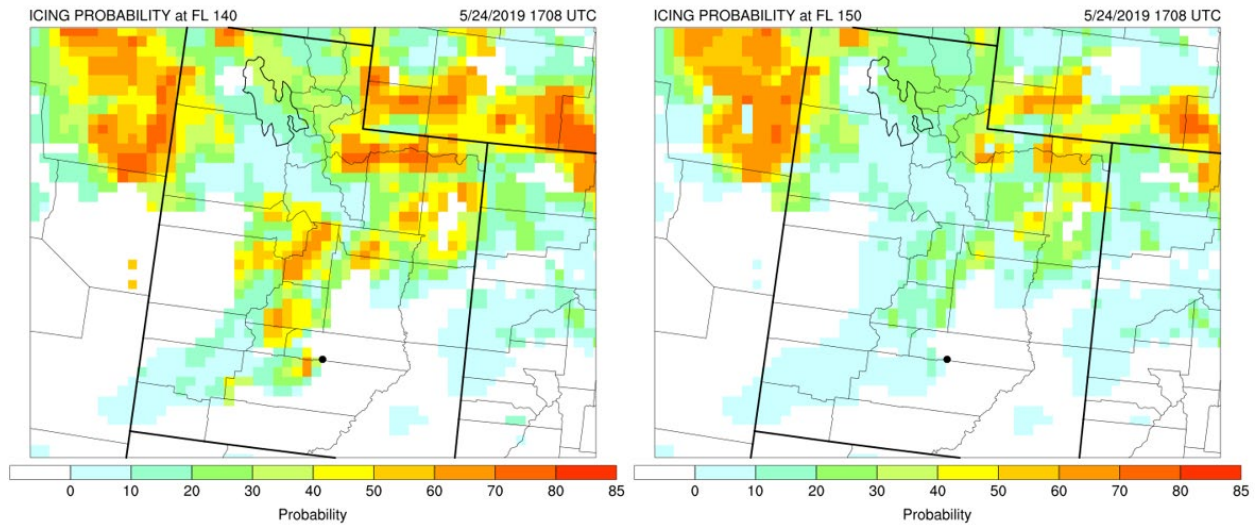 ICING PROBABILITY at FL 140 5/24/2019 1708 UTC
0 10 20 30 40 50 60 70 80 85
Probability
ICING PROBABILITY at FL 150 5/24/2019 1708 UTC
0 10 20 30 40 50 60 70 80 85
Probability